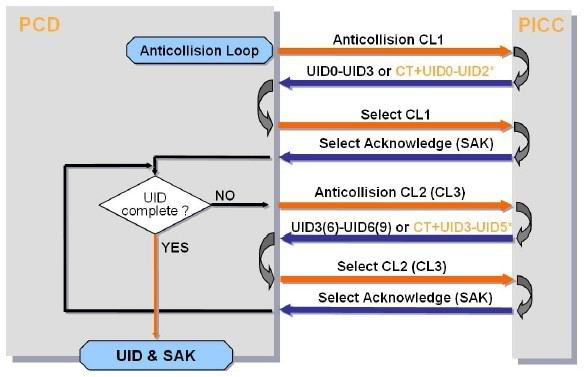 PCD
PICC
Anticollision Loop
Anticollision CL1
UID0-UID3 or CT+UID0-UID2*
Select CL1
Select Acknowledge (SAK)
UID
complete ?
NO
Anticollision CL2 (CL3)
UID3(6)-UID6(9) or CT+UID3-UID5*
YES
Select CL2 (CL3)
Select Acknowledge (SAK)
UID & SAK